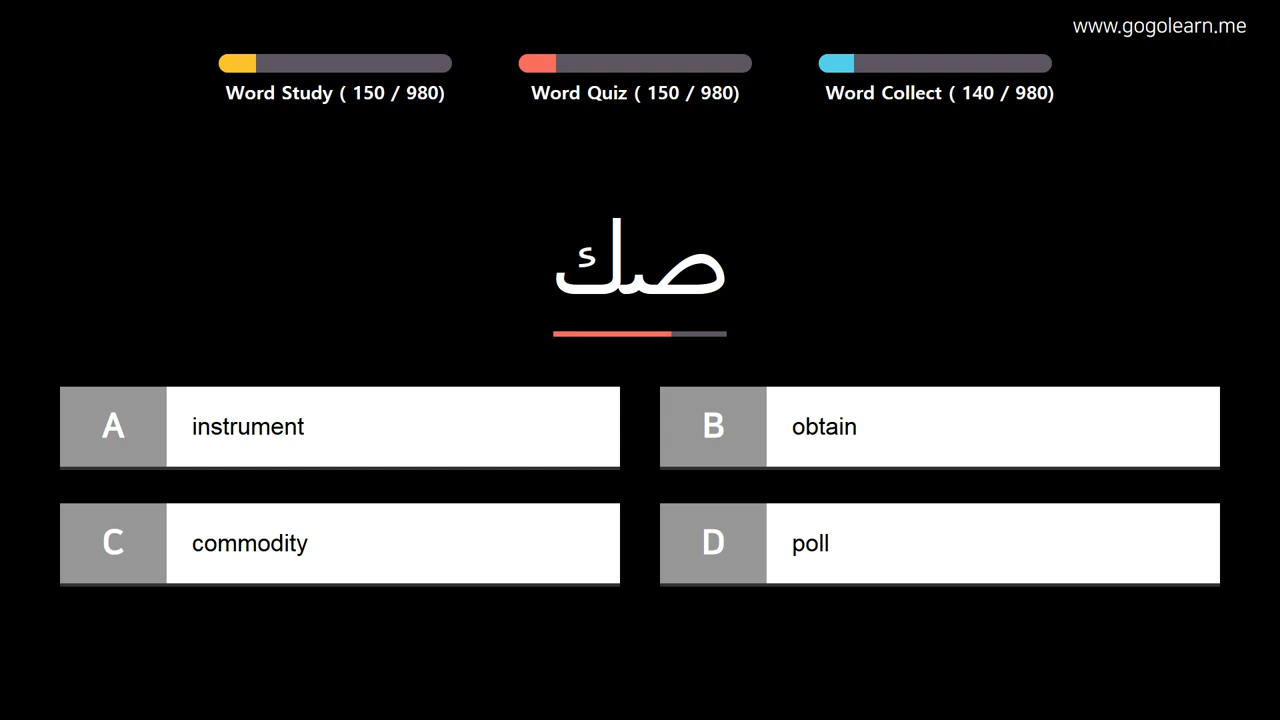 www.gogolearn.me
Word Study ( 150 / 980)
Word Quiz ( 150 / 980)
Word Collect ( 140 / 980)
صك
A instrument
B obtain
C commodity
D poll